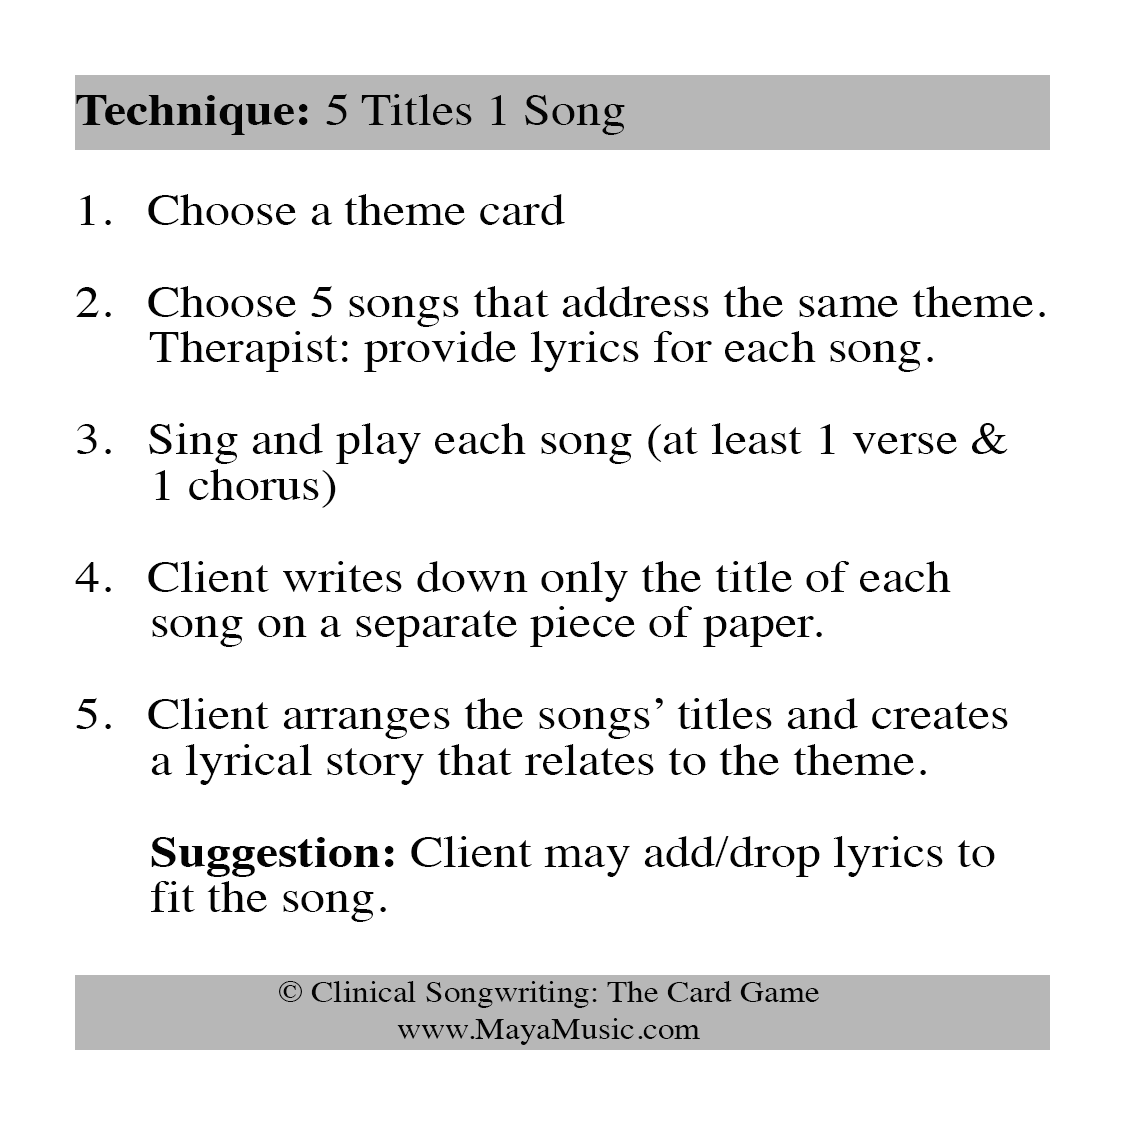 Technique: 5 Titles 1 Song
1. Choose a theme card
2. Choose 5 songs that address the same theme.
Therapist: provide lyrics for each song.
3. Sing and play each song (at least 1 verse &
1 chorus)
4. Client writes down only the title of each
song on a separate piece of paper.
5. Client arranges the songs’ titles and creates
a lyrical story that relates to the theme.
Suggestion: Client may add/drop lyrics to
fit the song.
© Clinical Songwriting: The Card Game
www.MayaMusic.com